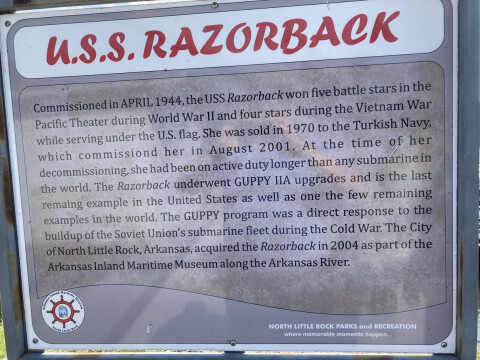 U.S.S. RAZORBACK
Commissioned in APRIL 1944, the USS Razorback won five battle stars in the
Pacific Theater during World War II and four stars during the Vietnam War
while serving under the U.S. flag. She was sold in 1970 to the Turkish Navy,
which commissiond her in August 2001. At the time of her
decommissioning, she had been on active duty longer than any submarine in
the world. The Razorback underwent GUPPY IIA upgrades and is the last
remaing example in the United States as well as one the few remaining
examples in the world. The GUPPY program was a direct response to the
buildup of the Soviet Union's submarine fleet during the Cold War. The City
of North Little Rock, Arkansas, acquired the Razorback in 2004 as part of the
Arkansas Inland Maritime Museum along the Arkansas River.
NORTH LITTLE ROCK PARKS and RECREATION
where memorable moments happen...